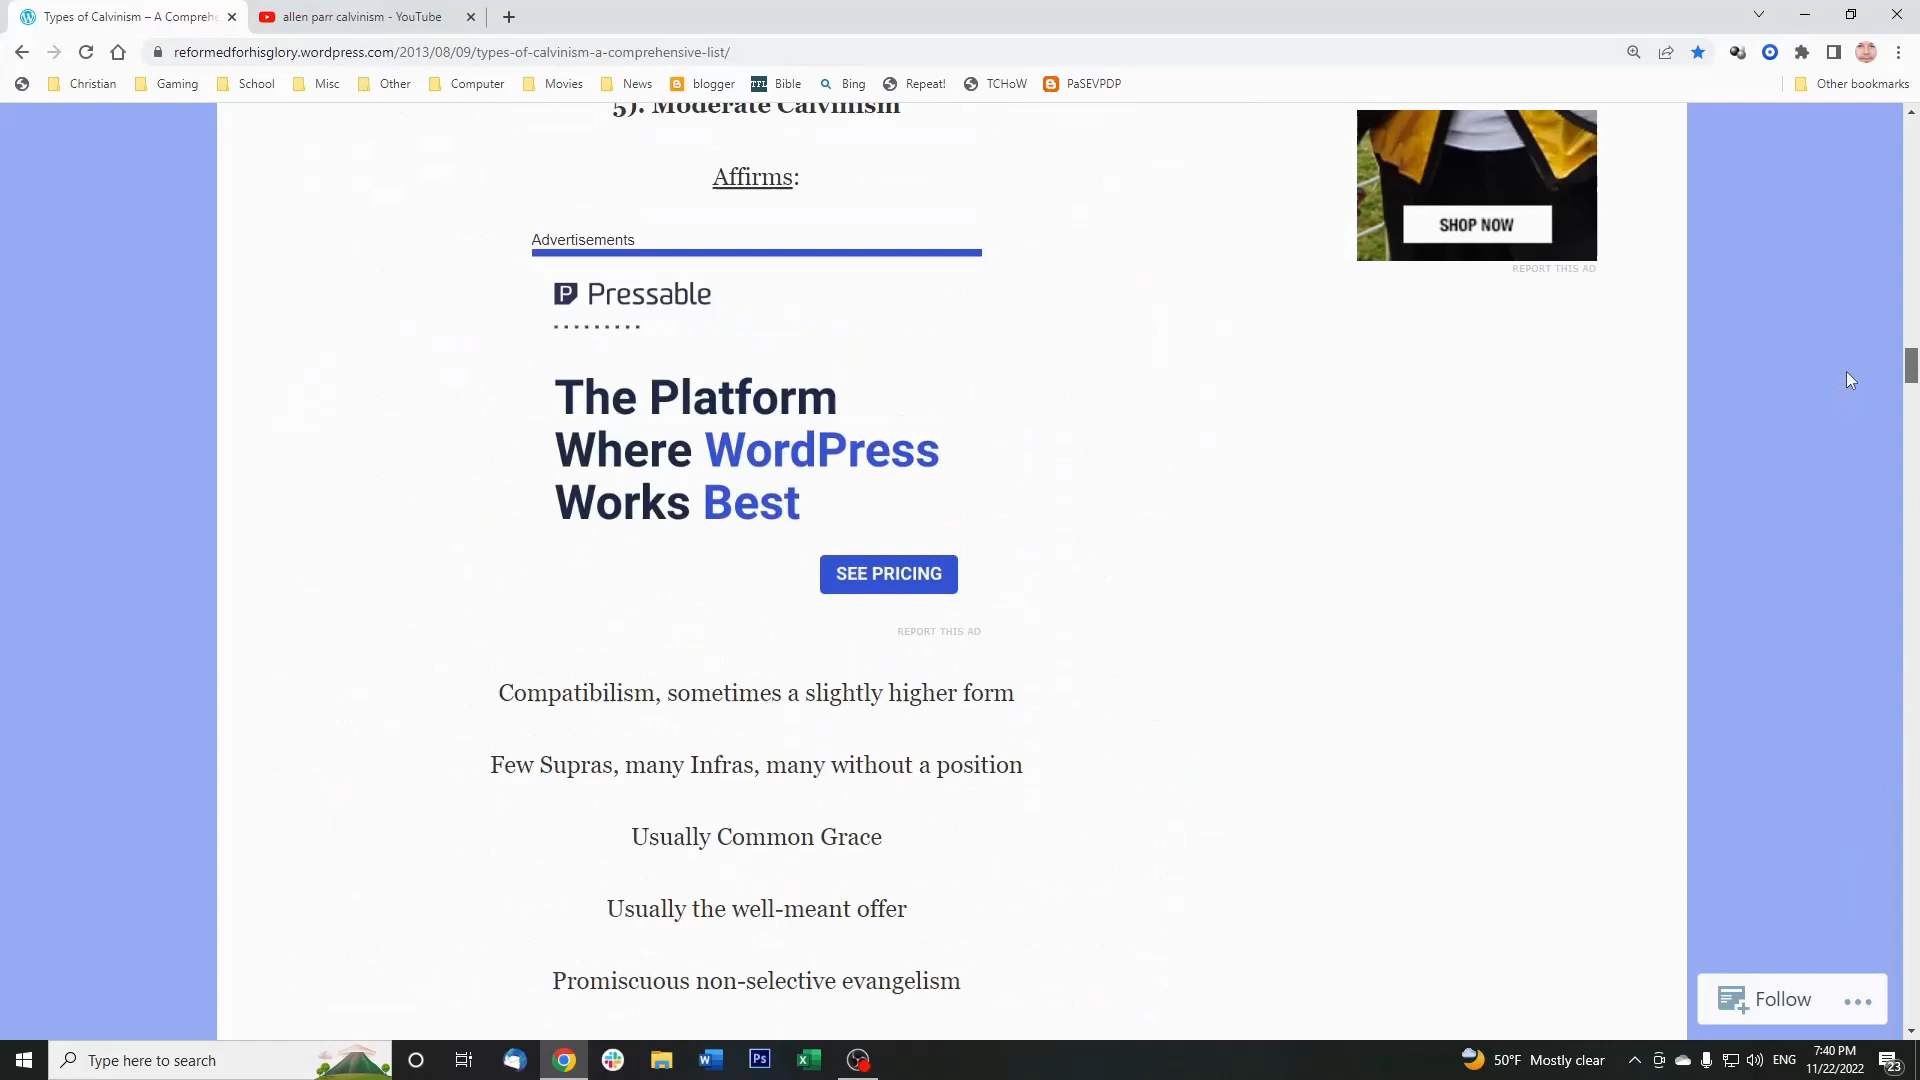 Types of Calvinism – A Comprehe
allen parr calvinism - YouTube
reformedforhisglory.wordpress.com/2013/08/09/types-of-calvinism-a-comprehensive-list/
Christian
Gaming
School
Misc
Other
Computer
Movies
News
blogger
TFL
Bible
Bing
Repeat!
TCHoW
PaSEVPDP
Other bookmarks
5). Moderate Calvinism
Affirms:
SHOP NOW
REPORT THIS AD
Advertisements
P Pressable
The Platform
Where WordPress
Works Best
SEE PRICING
REPORT THIS AD
Compatibilism, sometimes a slightly higher form
Few Supras, many Infras, many without a position
Usually Common Grace
Usually the well-meant offer
Promiscuous non-selective evangelism
Follow
Type here to search
Ps
50°F Mostly clear
ENG
7:40 PM
11/22/2022
23